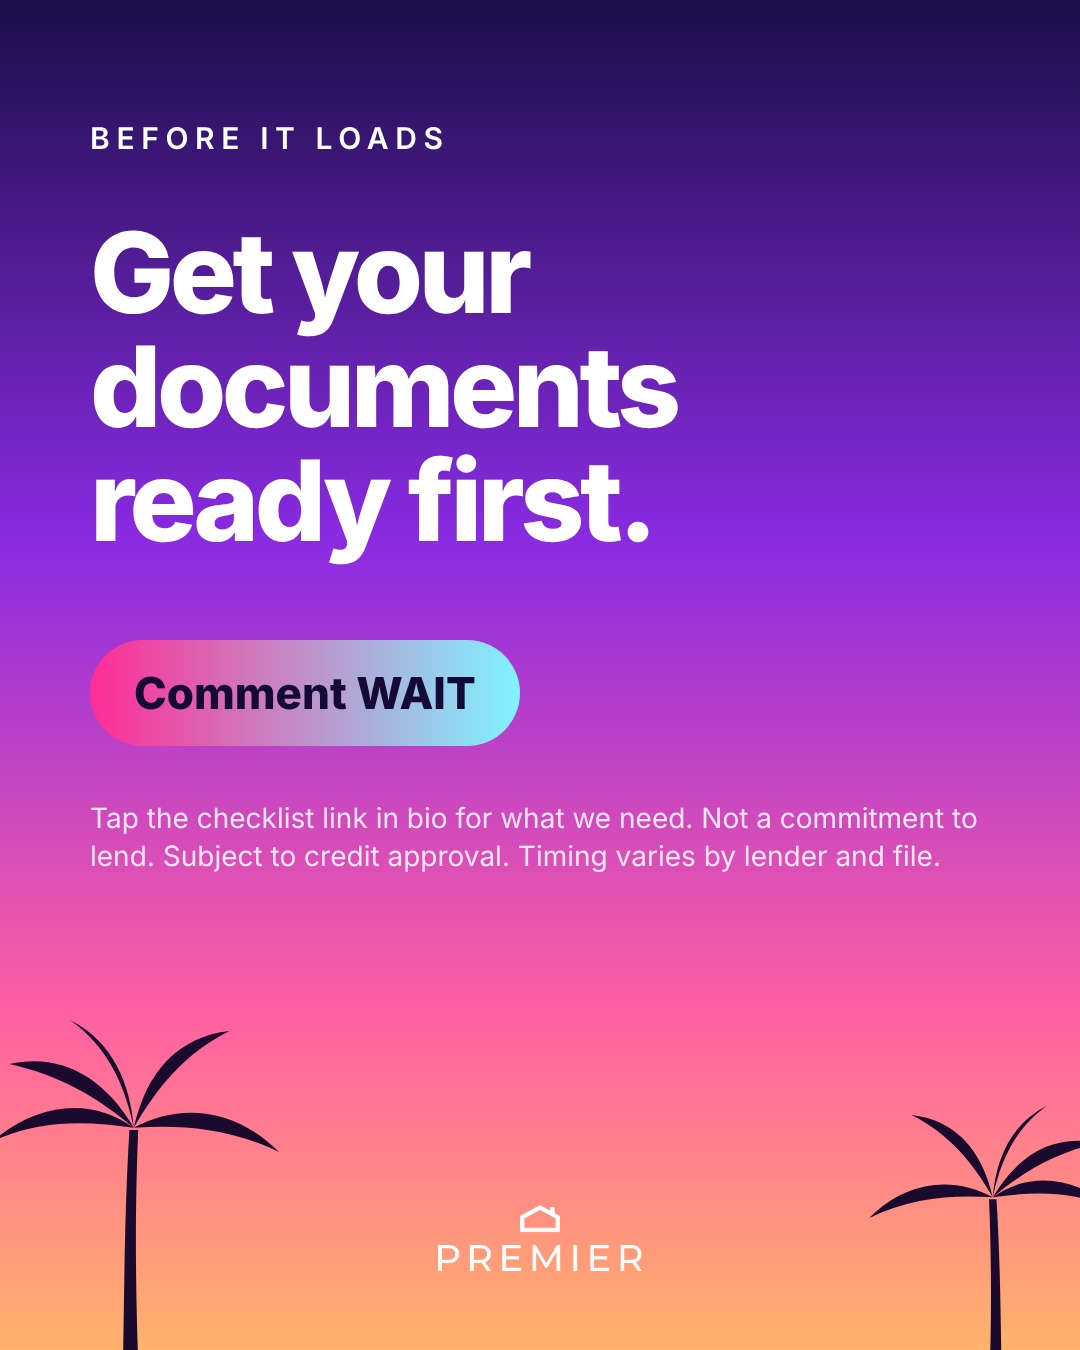 BEFORE IT LOADS
Get your
documents
ready first.
Comment WAIT
Tap the checklist link in bio for what we need. Not a commitment to
lend. Subject to credit approval. Timing varies by lender and file.
PREMIER